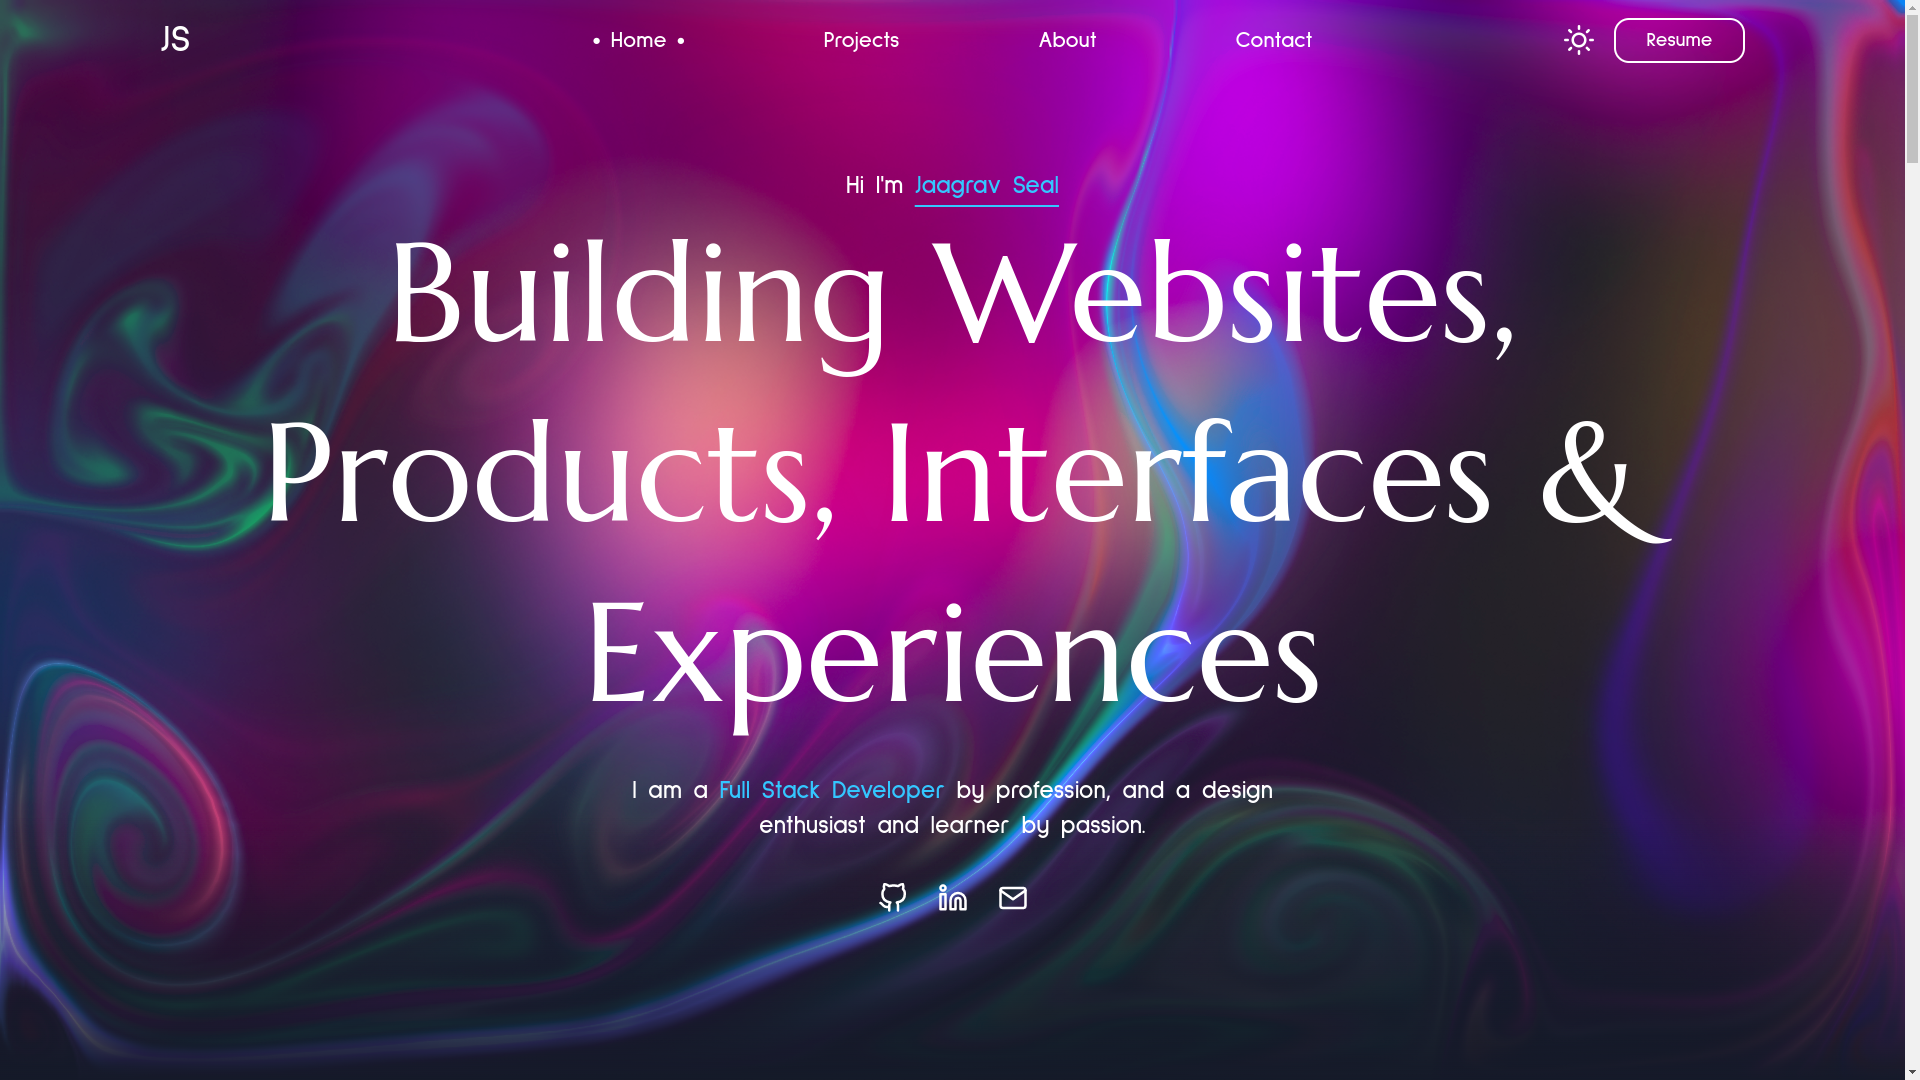 JS
• Home •
Projects
About
Contact
Resume
Hi I'm Jaagrav Seal
Building Websites,
Products, Interfaces &
Experiences
I am a Full Stack Developer by profession, and a design
enthusiast and learner by passion.